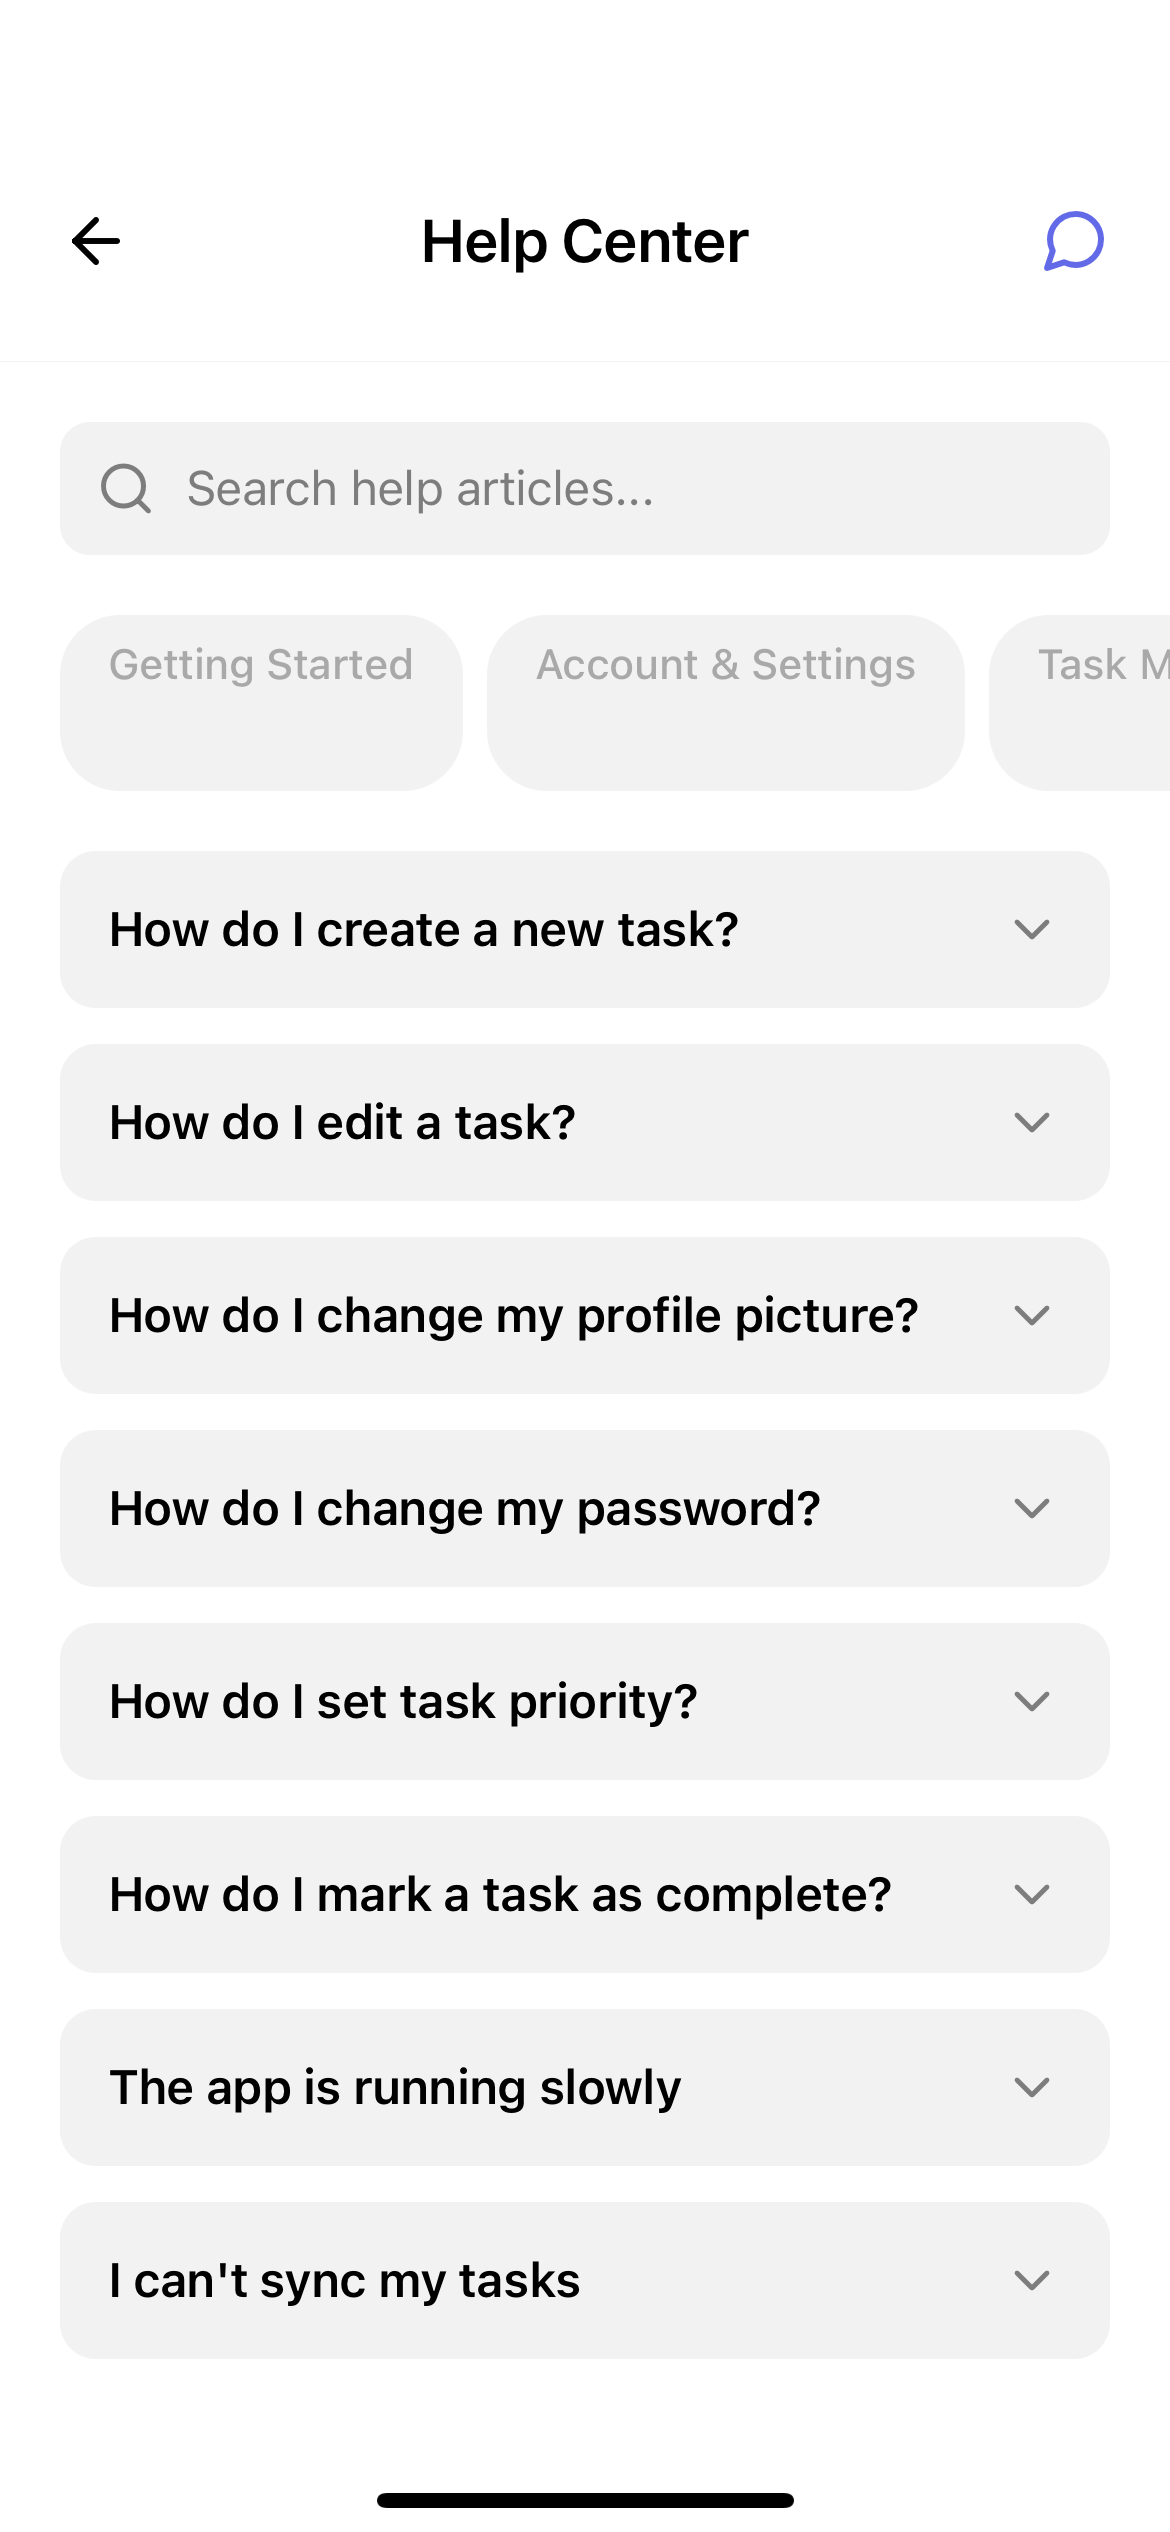 Help Center
Search help articles...
Getting Started
Account & Settings
Task M
How do I create a new task?
How do I edit a task?
How do I change my profile picture?
How do I change my password?
How do I set task priority?
How do I mark a task as complete?
The app is running slowly
I can't sync my tasks